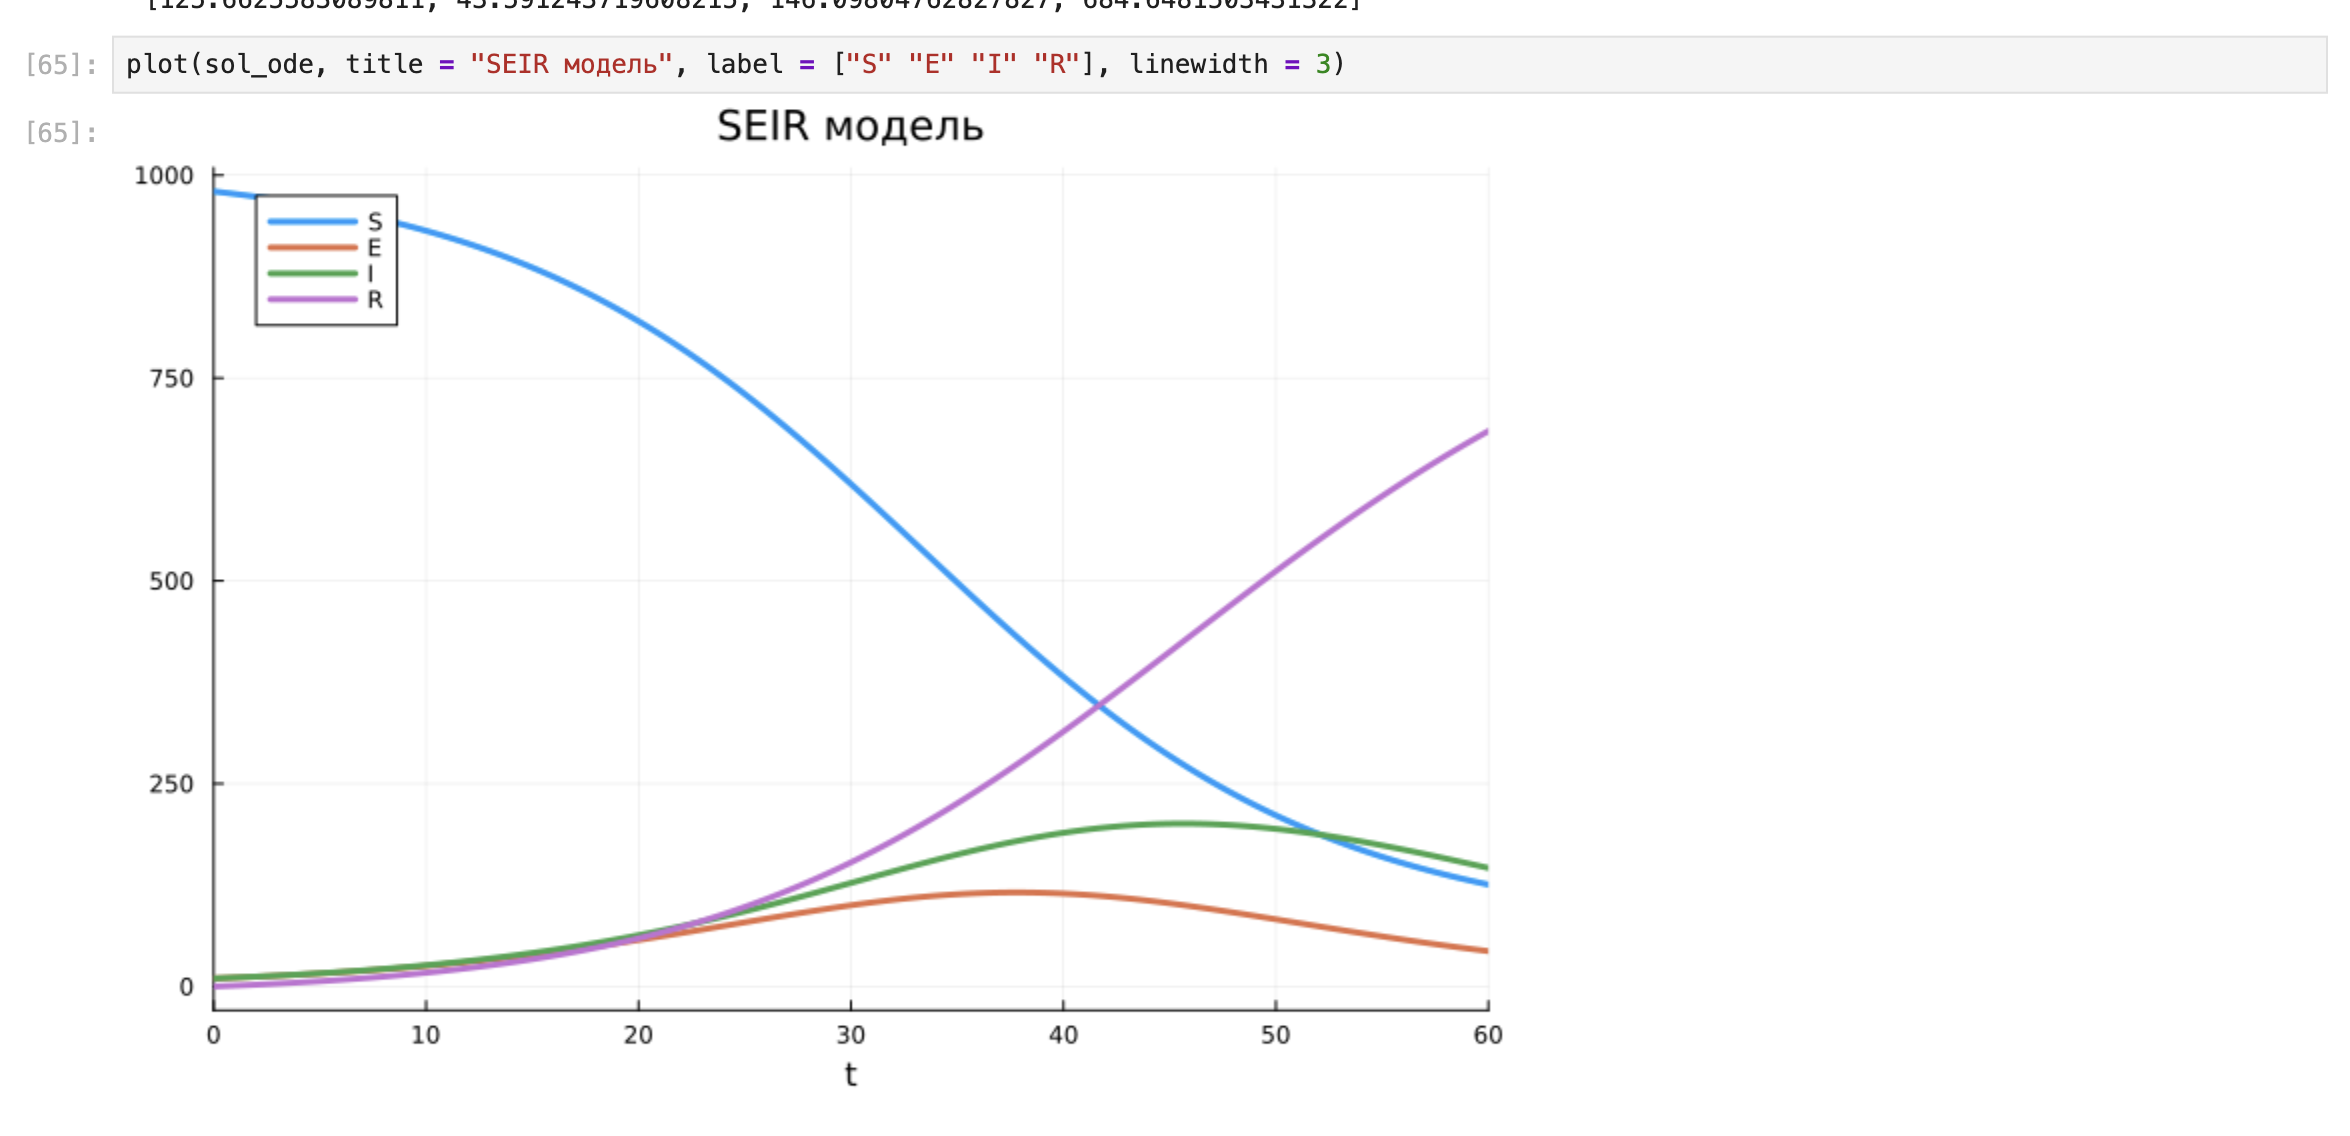 plot(sol_ode, title = "SEIR модель", label = ["S" "E" "I" "R"], linewidth = 3)
[65]:
[65]:
SEIR модель
1000
750
500
250
0
S
E
I
R
0 10 20 30 40 50 60
t